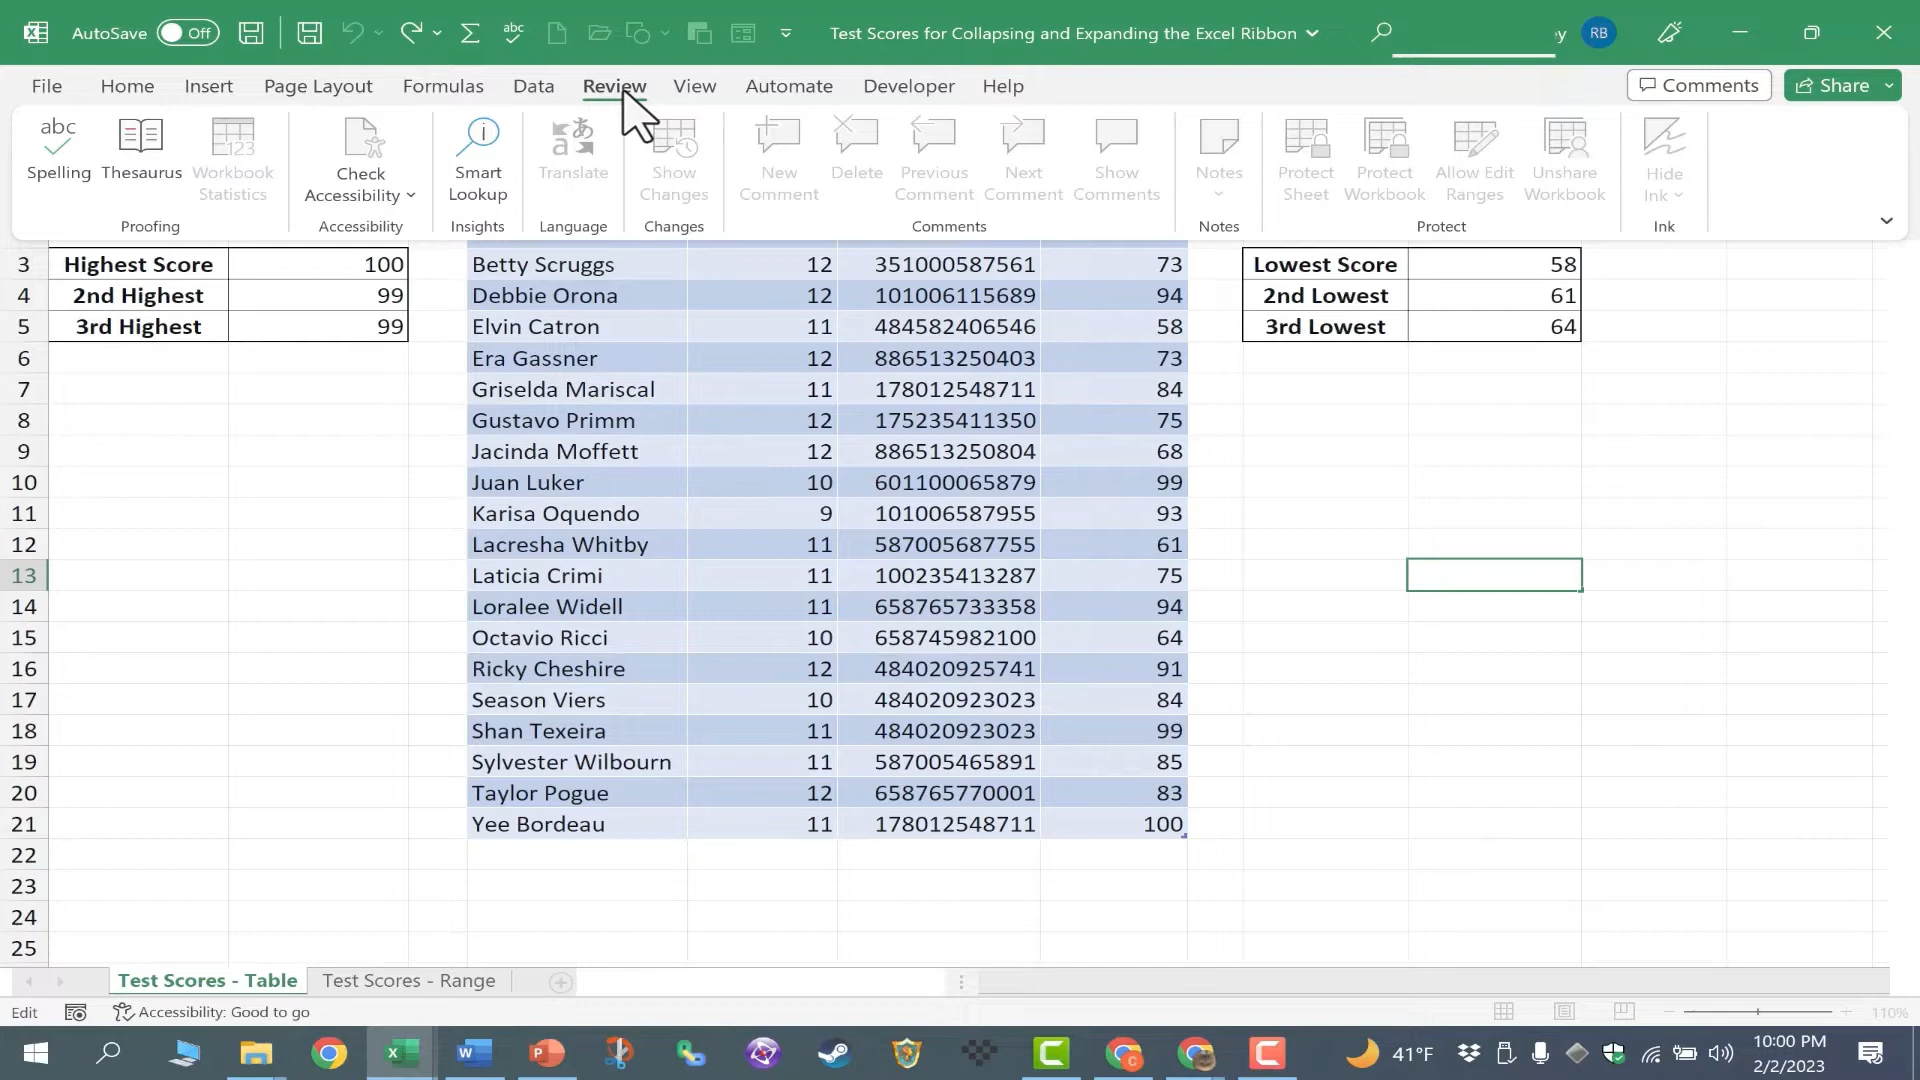 AutoSave Off abc Test Scores for Collapsing and Expanding the Excel Ribbon y RB
File Home Insert Page Layout Formulas Data Review View Automate Developer Help Comments Share
abc Spelling
Thesaurus
123 Workbook Statistics
Check Accessibility
Smart Lookup
Translate
Show Changes
New Comment
Delete
Previous Comment
Next Comment
Show Comments
Notes
Protect Sheet
Protect Workbook
Allow Edit Ranges
Unshare Workbook
Hide Ink
Proofing Accessibility Insights Language Changes Comments Notes Protect Ink
3 Highest Score 100 Betty Scruggs 12 351000587561 73 Lowest Score 58
4 2nd Highest 99 Debbie Orona 12 101006115689 94 2nd Lowest 61
5 3rd Highest 99 Elvin Catron 11 484582406546 58 3rd Lowest 64
6 Era Gassner 12 886513250403 73
7 Griselda Mariscal 11 178012548711 84
8 Gustavo Primm 12 175235411350 75
9 Jacinda Moffett 12 886513250804 68
10 Juan Luker 10 601100065879 99
11 Karisa Oquendo 9 101006587955 93
12 Lacresha Whitby 11 587005687755 61
13 Laticia Crimi 11 100235413287 75
14 Loralee Widell 11 658765733358 94
15 Octavio Ricci 10 658745982100 64
16 Ricky Cheshire 12 484020925741 91
17 Season Viers 10 484020923023 84
18 Shan Texeira 11 484020923023 99
19 Sylvester Wilbourn 11 587005465891 85
20 Taylor Pogue 12 658765770001 83
21 Yee Bordeau 11 178012548711 100
22
23
24
25
Test Scores - Table Test Scores - Range
Edit Accessibility: Good to go 110%
41°F 10:00 PM
2/2/2023